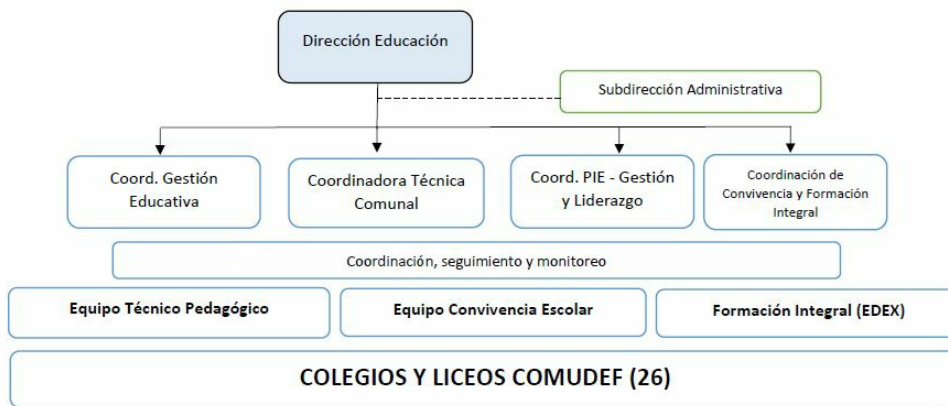 Dirección Educación
Subdirección Administrativa
Coord. Gestión
Educativa
Coordinadora Técnica
Comunal
Coord. PIE - Gestión
y Liderazgo
Coordinación de
Convivencia y Formación
Integral
Coordinación, seguimiento y monitoreo
Equipo Técnico Pedagógico
Equipo Convivencia Escolar
Formación Integral (EDEX)
COLEGIOS Y LICEOS COMUDEF (26)